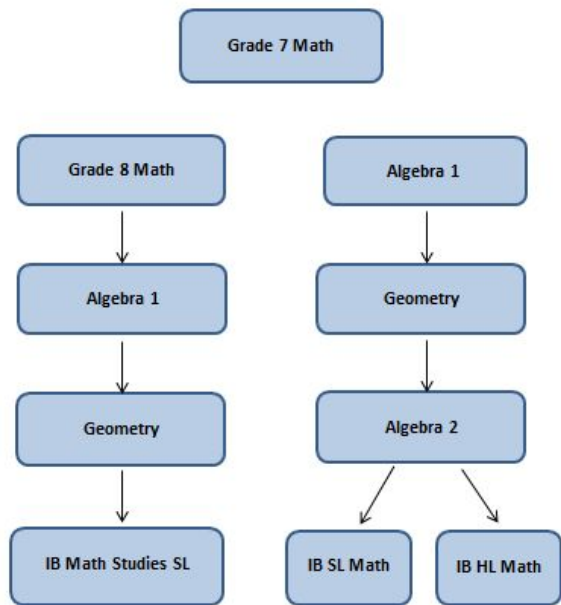 Grade 7 Math
Grade 8 Math
Algebra 1
Algebra 1
Geometry
Geometry
Algebra 2
IB Math Studies SL
IB SL Math
IB HL Math